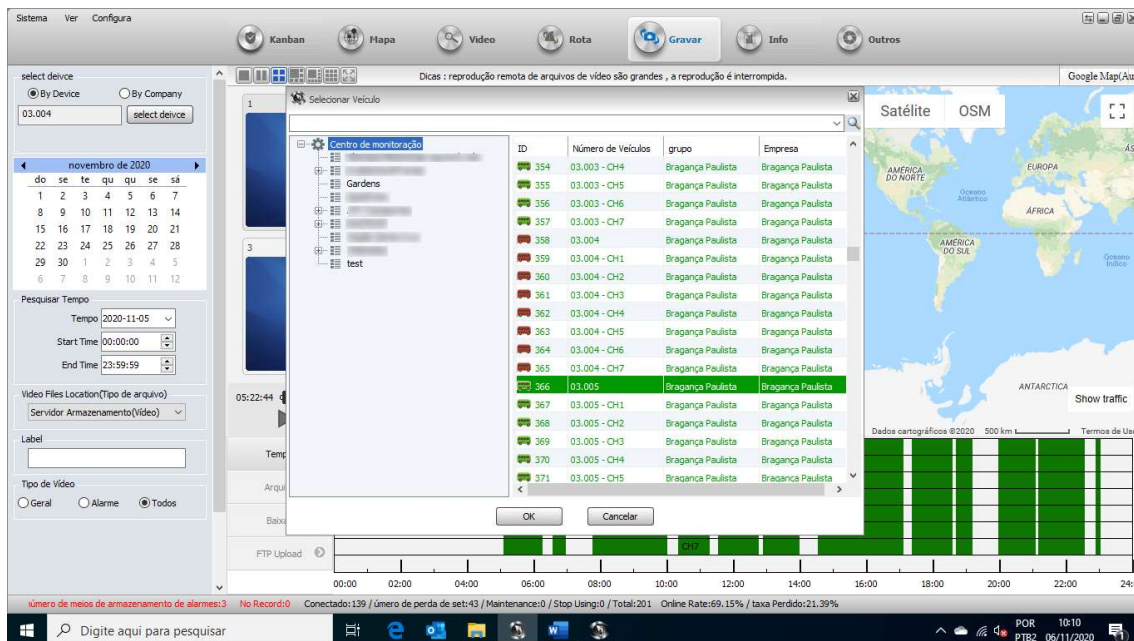 Sistema Ver Configura
Kanban Mapa Video Rota Gravar Info Outros
select deivce
By Device By Company
03.004 select deivce
novembro de 2020
do se te qu qu se sá
1 2 3 4 5 6 7
8 9 10 11 12 13 14
15 16 17 18 19 20 21
22 23 24 25 26 27 28
29 30 1 2 3 4 5
6 7 8 9 10 11 12
Pesquisar Tempo
Tempo 2020-11-05
Start Time 00:00:00
End Time 23:59:59
Video Files Location(Tipo de arquivo)
Servidor Armazenamento(Vídeo)
Label
Tipo de Vídeo
Geral Alarme Todos
Dicas : reprodução remota de arquivos de vídeo são grandes , a reprodução é interrompida.
Google Map(Au
1
3
05:22:44
Temp
Arqui
Baixa
FTP Upload
Selecionar Veículo
Centro de monitoração
Gardens
test
ID Número de Veículos grupo Empresa
354 03.003 - CH4 Bragança Paulista Bragança Paulista
355 03.003 - CH5 Bragança Paulista Bragança Paulista
356 03.003 - CH6 Bragança Paulista Bragança Paulista
357 03.003 - CH7 Bragança Paulista Bragança Paulista
358 03.004 Bragança Paulista Bragança Paulista
359 03.004 - CH1 Bragança Paulista Bragança Paulista
360 03.004 - CH2 Bragança Paulista Bragança Paulista
361 03.004 - CH3 Bragança Paulista Bragança Paulista
362 03.004 - CH4 Bragança Paulista Bragança Paulista
363 03.004 - CH5 Bragança Paulista Bragança Paulista
364 03.004 - CH6 Bragança Paulista Bragança Paulista
365 03.004 - CH7 Bragança Paulista Bragança Paulista
366 03.005 Bragança Paulista Bragança Paulista
367 03.005 - CH1 Bragança Paulista Bragança Paulista
368 03.005 - CH2 Bragança Paulista Bragança Paulista
369 03.005 - CH3 Bragança Paulista Bragança Paulista
370 03.005 - CH4 Bragança Paulista Bragança Paulista
371 03.005 - CH5 Bragança Paulista Bragança Paulista
OK Cancelar
Satélite OSM
AMÉRICA
DO NORTE
EUROPA
ÁS
Oceano
Atlântico
ÁFRICA
AMÉRICA
DO SUL
Oceano
Índico
ANTARCTICA
Show traffic
Dados cartográficos ©2020 500 km Termos de Us
CH7
00:00 02:00 04:00 06:00 08:00 10:00 12:00 14:00 16:00 18:00 20:00 22:00 24:
úmero de meios de armazenamento de alarmes:3 No Record:0 Conectado:139 / úmero de perda de set:43 / Maintenance:0 / Stop Using:0 / Total:201 Online Rate:69.15% / taxa Perdido:21.39%
Digite aqui para pesquisar
POR 10:10
PTB2 06/11/2020